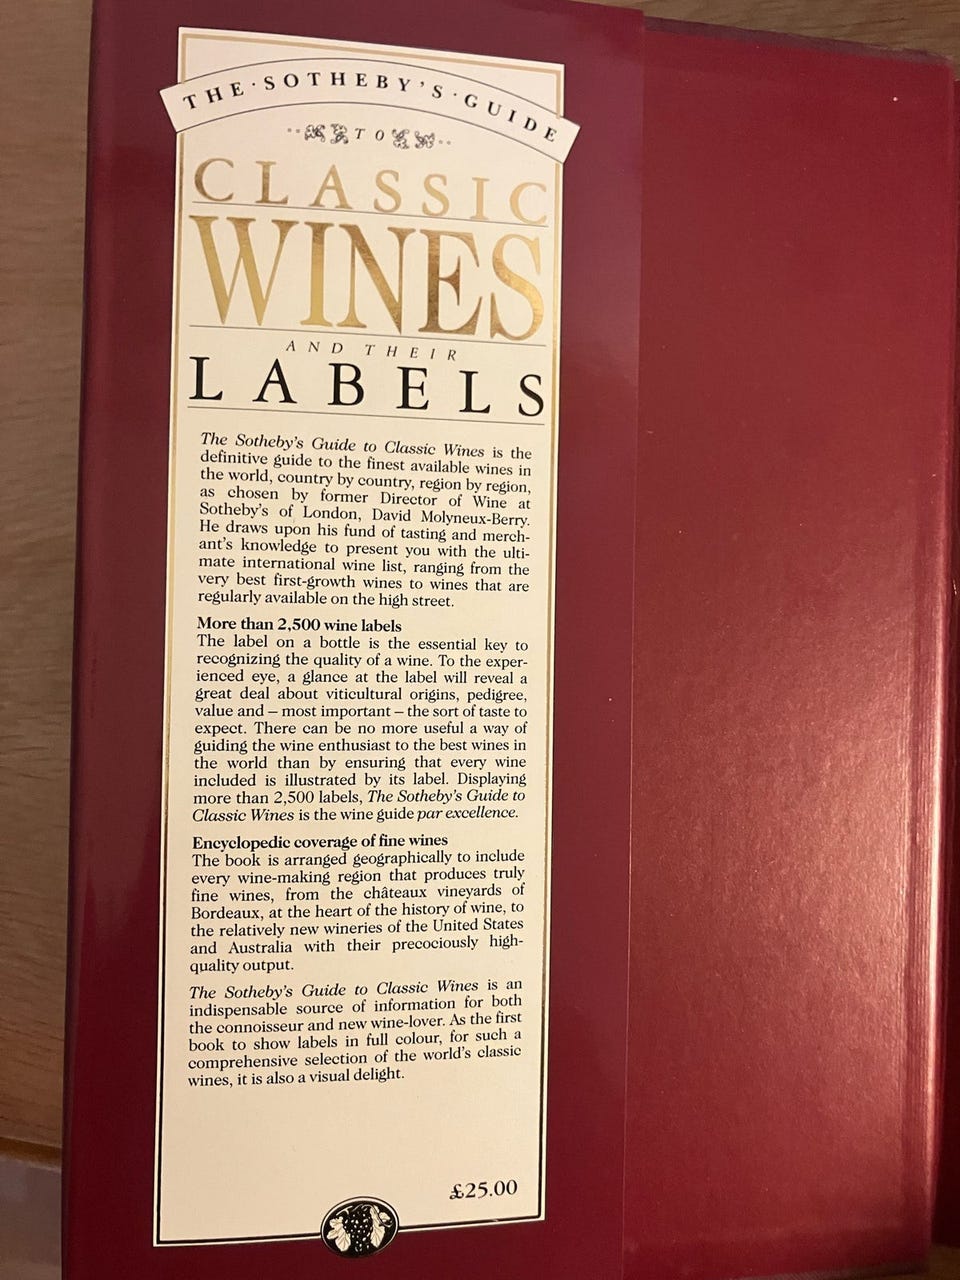 THE·SOTHEBY'S·GUIDE
TO
CLASSIC
WINES
AND THEIR
LABELS
The Sotheby's Guide to Classic Wines is the
definitive guide to the finest available wines in
the world, country by country, region by region,
as chosen by former Director of Wine at
Sotheby's of London, David Molyneux-Berry.
He draws upon his fund of tasting and merch-
ant's knowledge to present you with the ulti-
mate international wine list, ranging from the
very best first-growth wines to wines that are
regularly available on the high street.
More than 2,500 wine labels
The label on a bottle is the essential key to
recognizing the quality of a wine. To the exper-
ienced eye, a glance at the label will reveal a
great deal about viticultural origins, pedigree,
value and – most important – the sort of taste to
expect. There can be no more useful a way of
guiding the wine enthusiast to the best wines in
the world than by ensuring that every wine
included is illustrated by its label. Displaying
more than 2,500 labels, The Sotheby's Guide to
Classic Wines is the wine guide par excellence.
Encyclopedic coverage of fine wines
The book is arranged geographically to include
every wine-making region that produces truly
fine wines, from the châteaux vineyards of
Bordeaux, at the heart of the history of wine, to
the relatively new wineries of the United States
and Australia with their precociously high-
quality output.
The Sotheby's Guide to Classic Wines is an
indispensable source of information for both
the connoisseur and new wine-lover. As the first
book to show labels in full colour, for such a
comprehensive selection of the world's classic
wines, it is also a visual delight.
£25.00